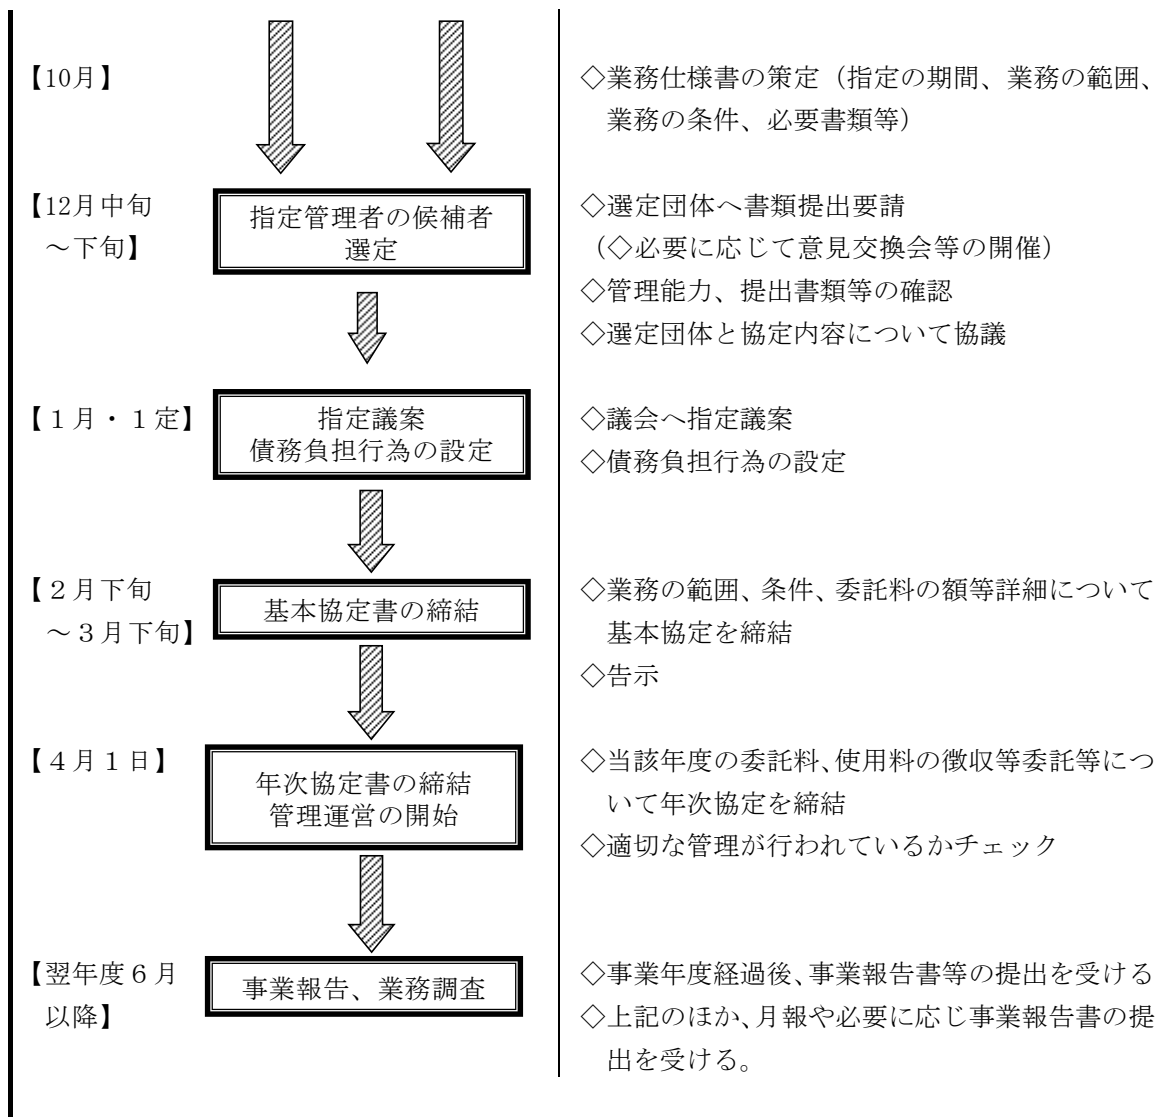 【10月】
◇業務仕様書の策定（指定の期間、業務の範囲、
業務の条件、必要書類等）
【12月中旬
～下旬】
指定管理者の候補者
選定
◇選定団体へ書類提出要請
（◇必要に応じて意見交換会等の開催）
◇管理能力、提出書類等の確認
◇選定団体と協定内容について協議
【１月・１定】
指定議案
債務負担行為の設定
◇議会へ指定議案
◇債務負担行為の設定
【２月下旬
～３月下旬】
基本協定書の締結
◇業務の範囲、条件、委託料の額等詳細について
基本協定を締結
◇告示
【４月１日】
年次協定書の締結
管理運営の開始
◇当該年度の委託料、使用料の徴収等委託等につ
いて年次協定を締結
◇適切な管理が行われているかチェック
【翌年度６月
以降】
事業報告、業務調査
◇事業年度経過後、事業報告書等の提出を受ける
◇上記のほか、月報や必要に応じ事業報告書の提
出を受ける。